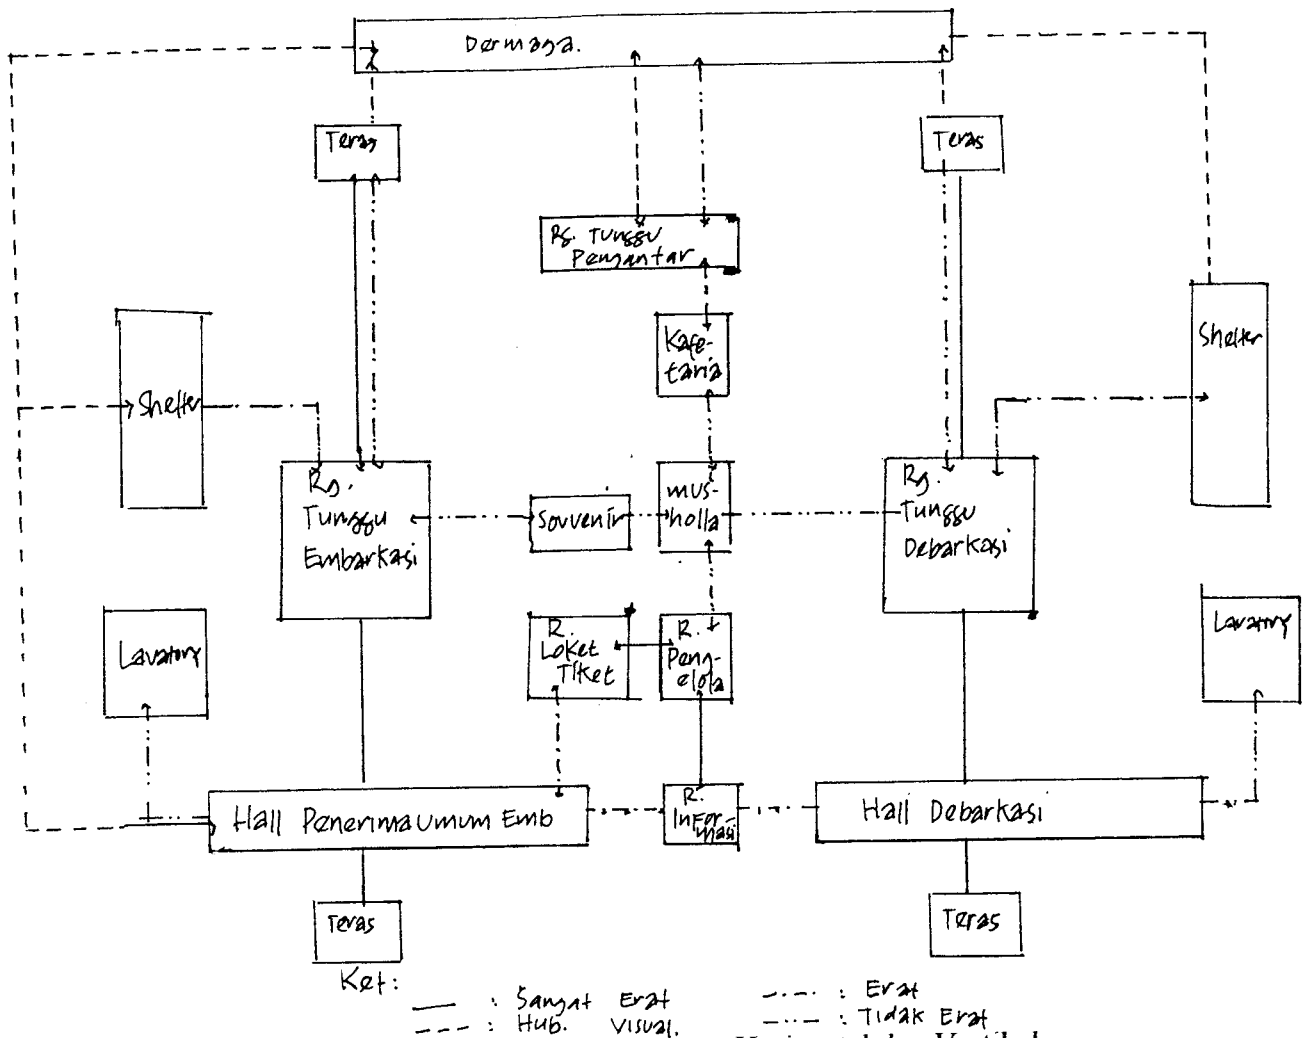 Dermaga.
Teras
Teras
Rg. Tunggu
Pengantar
Shelter
Kafe-
taria
Shelter
Rg.
Tunggu
Embarkasi
Souvenir
mus-
holla
Rg.
Tunggu
Debarkasi
Lavatory
R.
Loket
Tiket
R.
Peng-
elola
Lavatory
Hall Penerima Umum Emb
R.
Infor-
masi
Hall Debarkasi
Teras
Teras
Ket:
: Sangat Erat
: Erat
: Hub. Visual.
: Tidak Erat